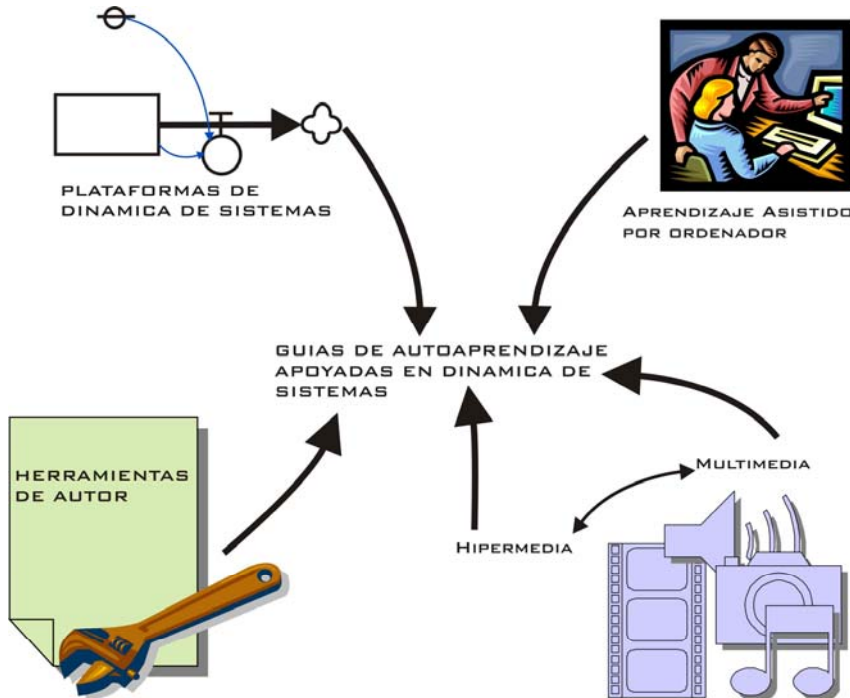 PLATAFORMAS DE
DINAMICA DE SISTEMAS
APRENDIZAJE ASISTIDO
POR ORDENADOR
GUIAS DE AUTOAPRENDIZAJE
APOYADAS EN DINAMICA DE
SISTEMAS
HERRAMIENTAS
DE AUTOR
MULTIMEDIA
HIPERMEDIA